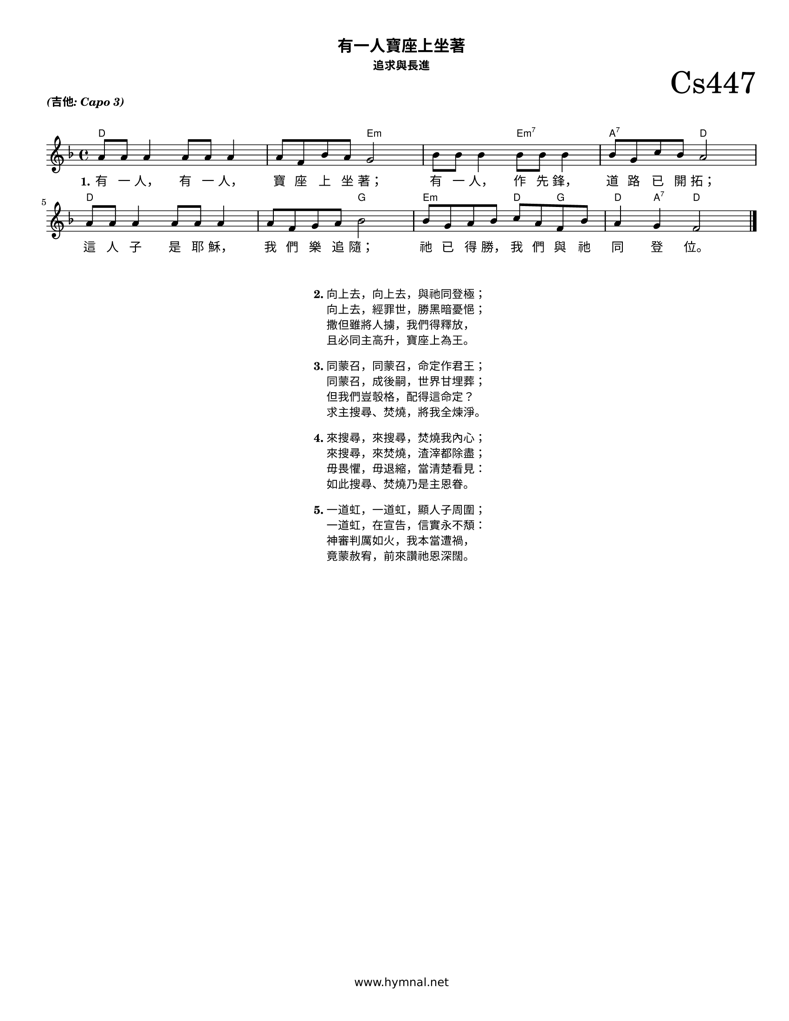 有一人寶座上坐著
追求與長進
Cs447
(吉他: Capo 3)
D Em Em7 A7 D
1. 有 一 人， 有 一 人， 寶 座 上 坐 著； 有 一 人， 作 先 鋒， 道 路 已 開 拓；
5 D G Em D G D A7 D
這 人 子 是 耶 穌， 我 們 樂 追 隨； 祂 已 得 勝， 我 們 與 祂 同 登 位。
2. 向上去，向上去，與祂同登極；
向上去，經罪世，勝黑暗憂悒；
撒但雖將人擄，我們得釋放，
且必同主高升，寶座上為王。
3. 同蒙召，同蒙召，命定作君王；
同蒙召，成後嗣，世界甘埋葬；
但我們豈彀格，配得這命定？
求主搜尋、焚燒，將我全煉淨。
4. 來搜尋，來搜尋，焚燒我內心；
來搜尋，來焚燒，渣滓都除盡；
毋畏懼，毋退縮，當清楚看見：
如此搜尋、焚燒乃是主恩眷。
5. 一道虹，一道虹，顯人子周圍；
一道虹，在宣告，信實永不頹：
神審判厲如火，我本當遭禍，
竟蒙赦宥，前來讚祂恩深闊。
www.hymnal.net